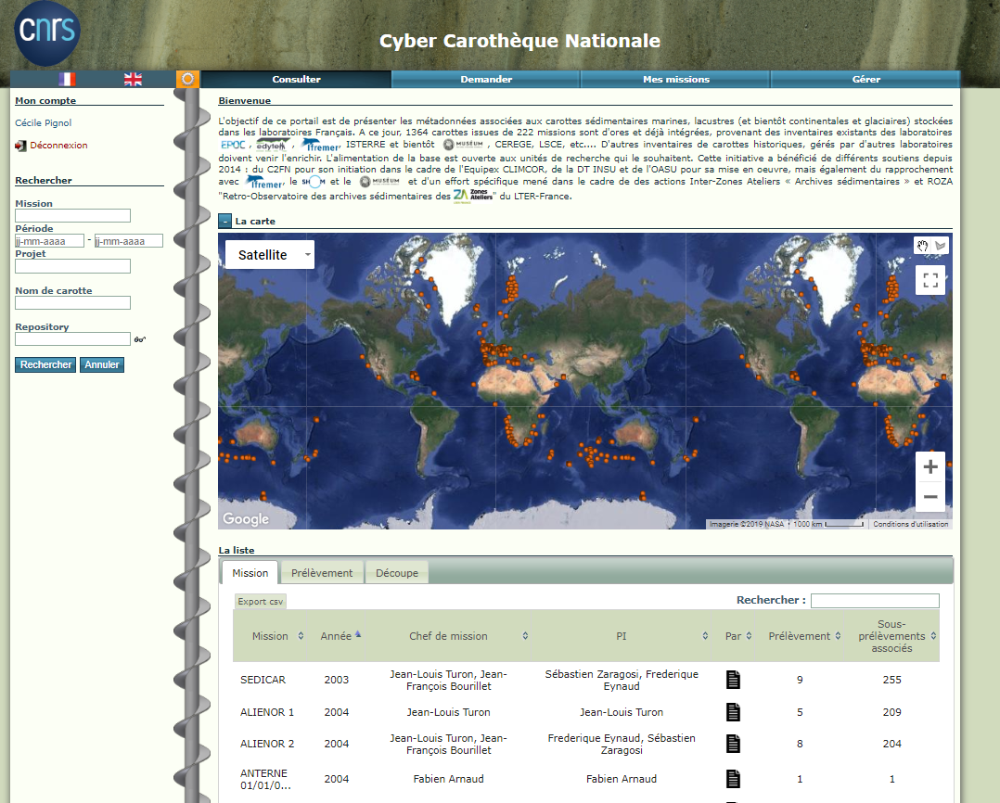 cnrs
Cyber Carothèque Nationale
Consulter Demander Mes missions Gérer
Mon compte
Cécile Pignol
Déconnexion
Rechercher
Mission
Période
jj-mm-aaaa - jj-mm-aaaa
Projet
Nom de carotte
Repository
Rechercher Annuler
Bienvenue
L'objectif de ce portail est de présenter les métadonnées associées aux carottes sédimentaires marines, lacustres (et bientôt continentales et glaciaires) stockées
dans les laboratoires Français. A ce jour, 1364 carottes issues de 222 missions sont d'ores et déjà intégrées, provenant des inventaires existants des laboratoires
EPOC , edytem , Ifremer, ISTERRE et bientôt MUSÉUM , CEREGE, LSCE, etc.... D'autres inventaires de carottes historiques, gérés par d'autres laboratoires
doivent venir l'enrichir. L'alimentation de la base est ouverte aux unités de recherche qui le souhaitent. Cette initiative a bénéficié de différents soutiens depuis
2014 : du C2FN pour son initiation dans le cadre de l'Equipex CLIMCOR, de la DT INSU et de l'OASU pour sa mise en oeuvre, mais également du rapprochement
avec Ifremer, le shom et le MUSÉUM et d'un effort spécifique mené dans le cadre de des actions Inter-Zones Ateliers « Archives sédimentaires » et ROZA
"Retro-Observatoire des archives sédimentaires des ZA Zones Ateliers" du LTER-France.
- La carte
Satellite
+
−
Google
Imagerie ©2019 NASA 1000 km Conditions d'utilisation
La liste
Mission Prélèvement Découpe
Export csv Rechercher :
Mission Année Chef de mission PI Par Prélèvement Sous-prélèvements associés
SEDICAR 2003 Jean-Louis Turon, Jean-François Bourillet Sébastien Zaragosi, Frederique Eynaud 9 255
ALIENOR 1 2004 Jean-Louis Turon Jean-Louis Turon 5 209
ALIENOR 2 2004 Jean-Louis Turon, Jean-François Bourillet Frederique Eynaud, Sébastien Zaragosi 8 204
ANTERNE 01/01/0... 2004 Fabien Arnaud Fabien Arnaud 1 1